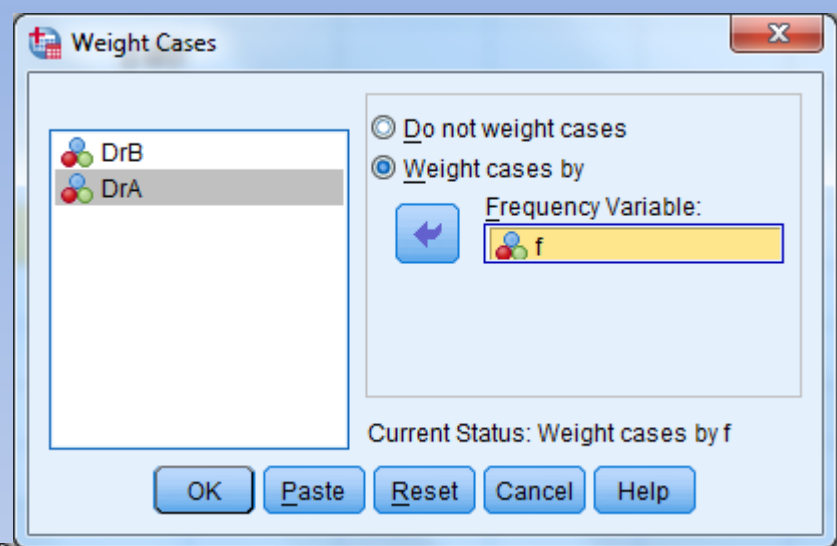 Weight Cases
DrB
DrA
Do not weight cases
Weight cases by
Frequency Variable:
f
Current Status: Weight cases by f
OK Paste Reset Cancel Help